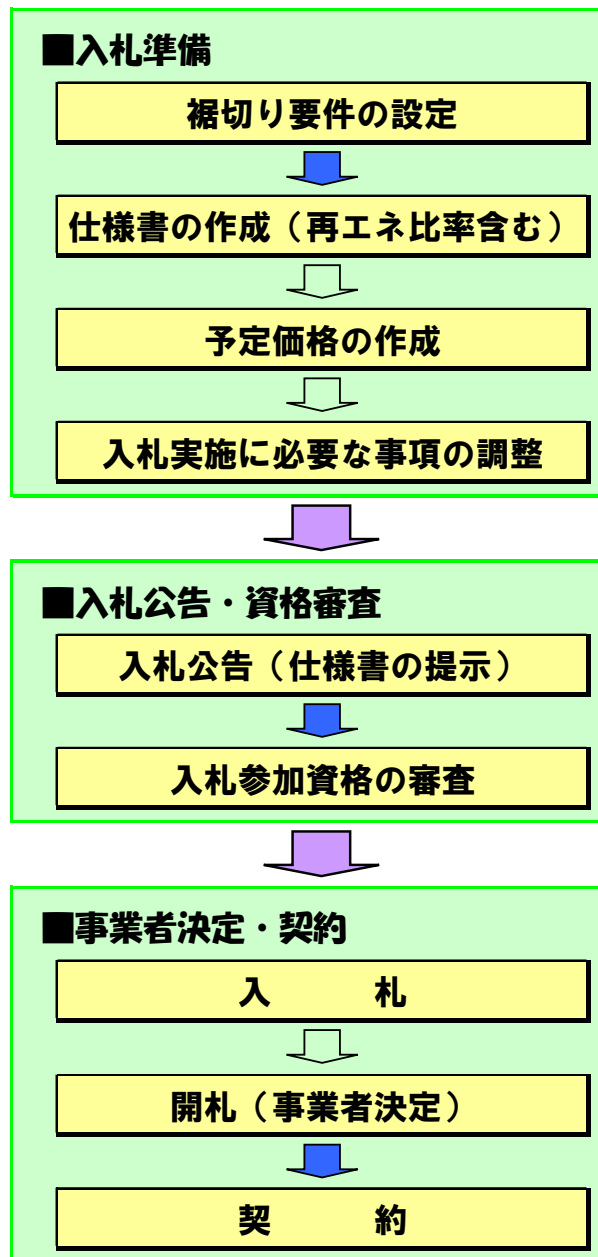 ■入札準備
裾切り要件の設定
仕様書の作成（再エネ比率含む）
予定価格の作成
入札実施に必要な事項の調整
■入札公告・資格審査
入札公告（仕様書の提示）
入札参加資格の審査
■事業者決定・契約
入　　　札
開札（事業者決定）
契　　　約